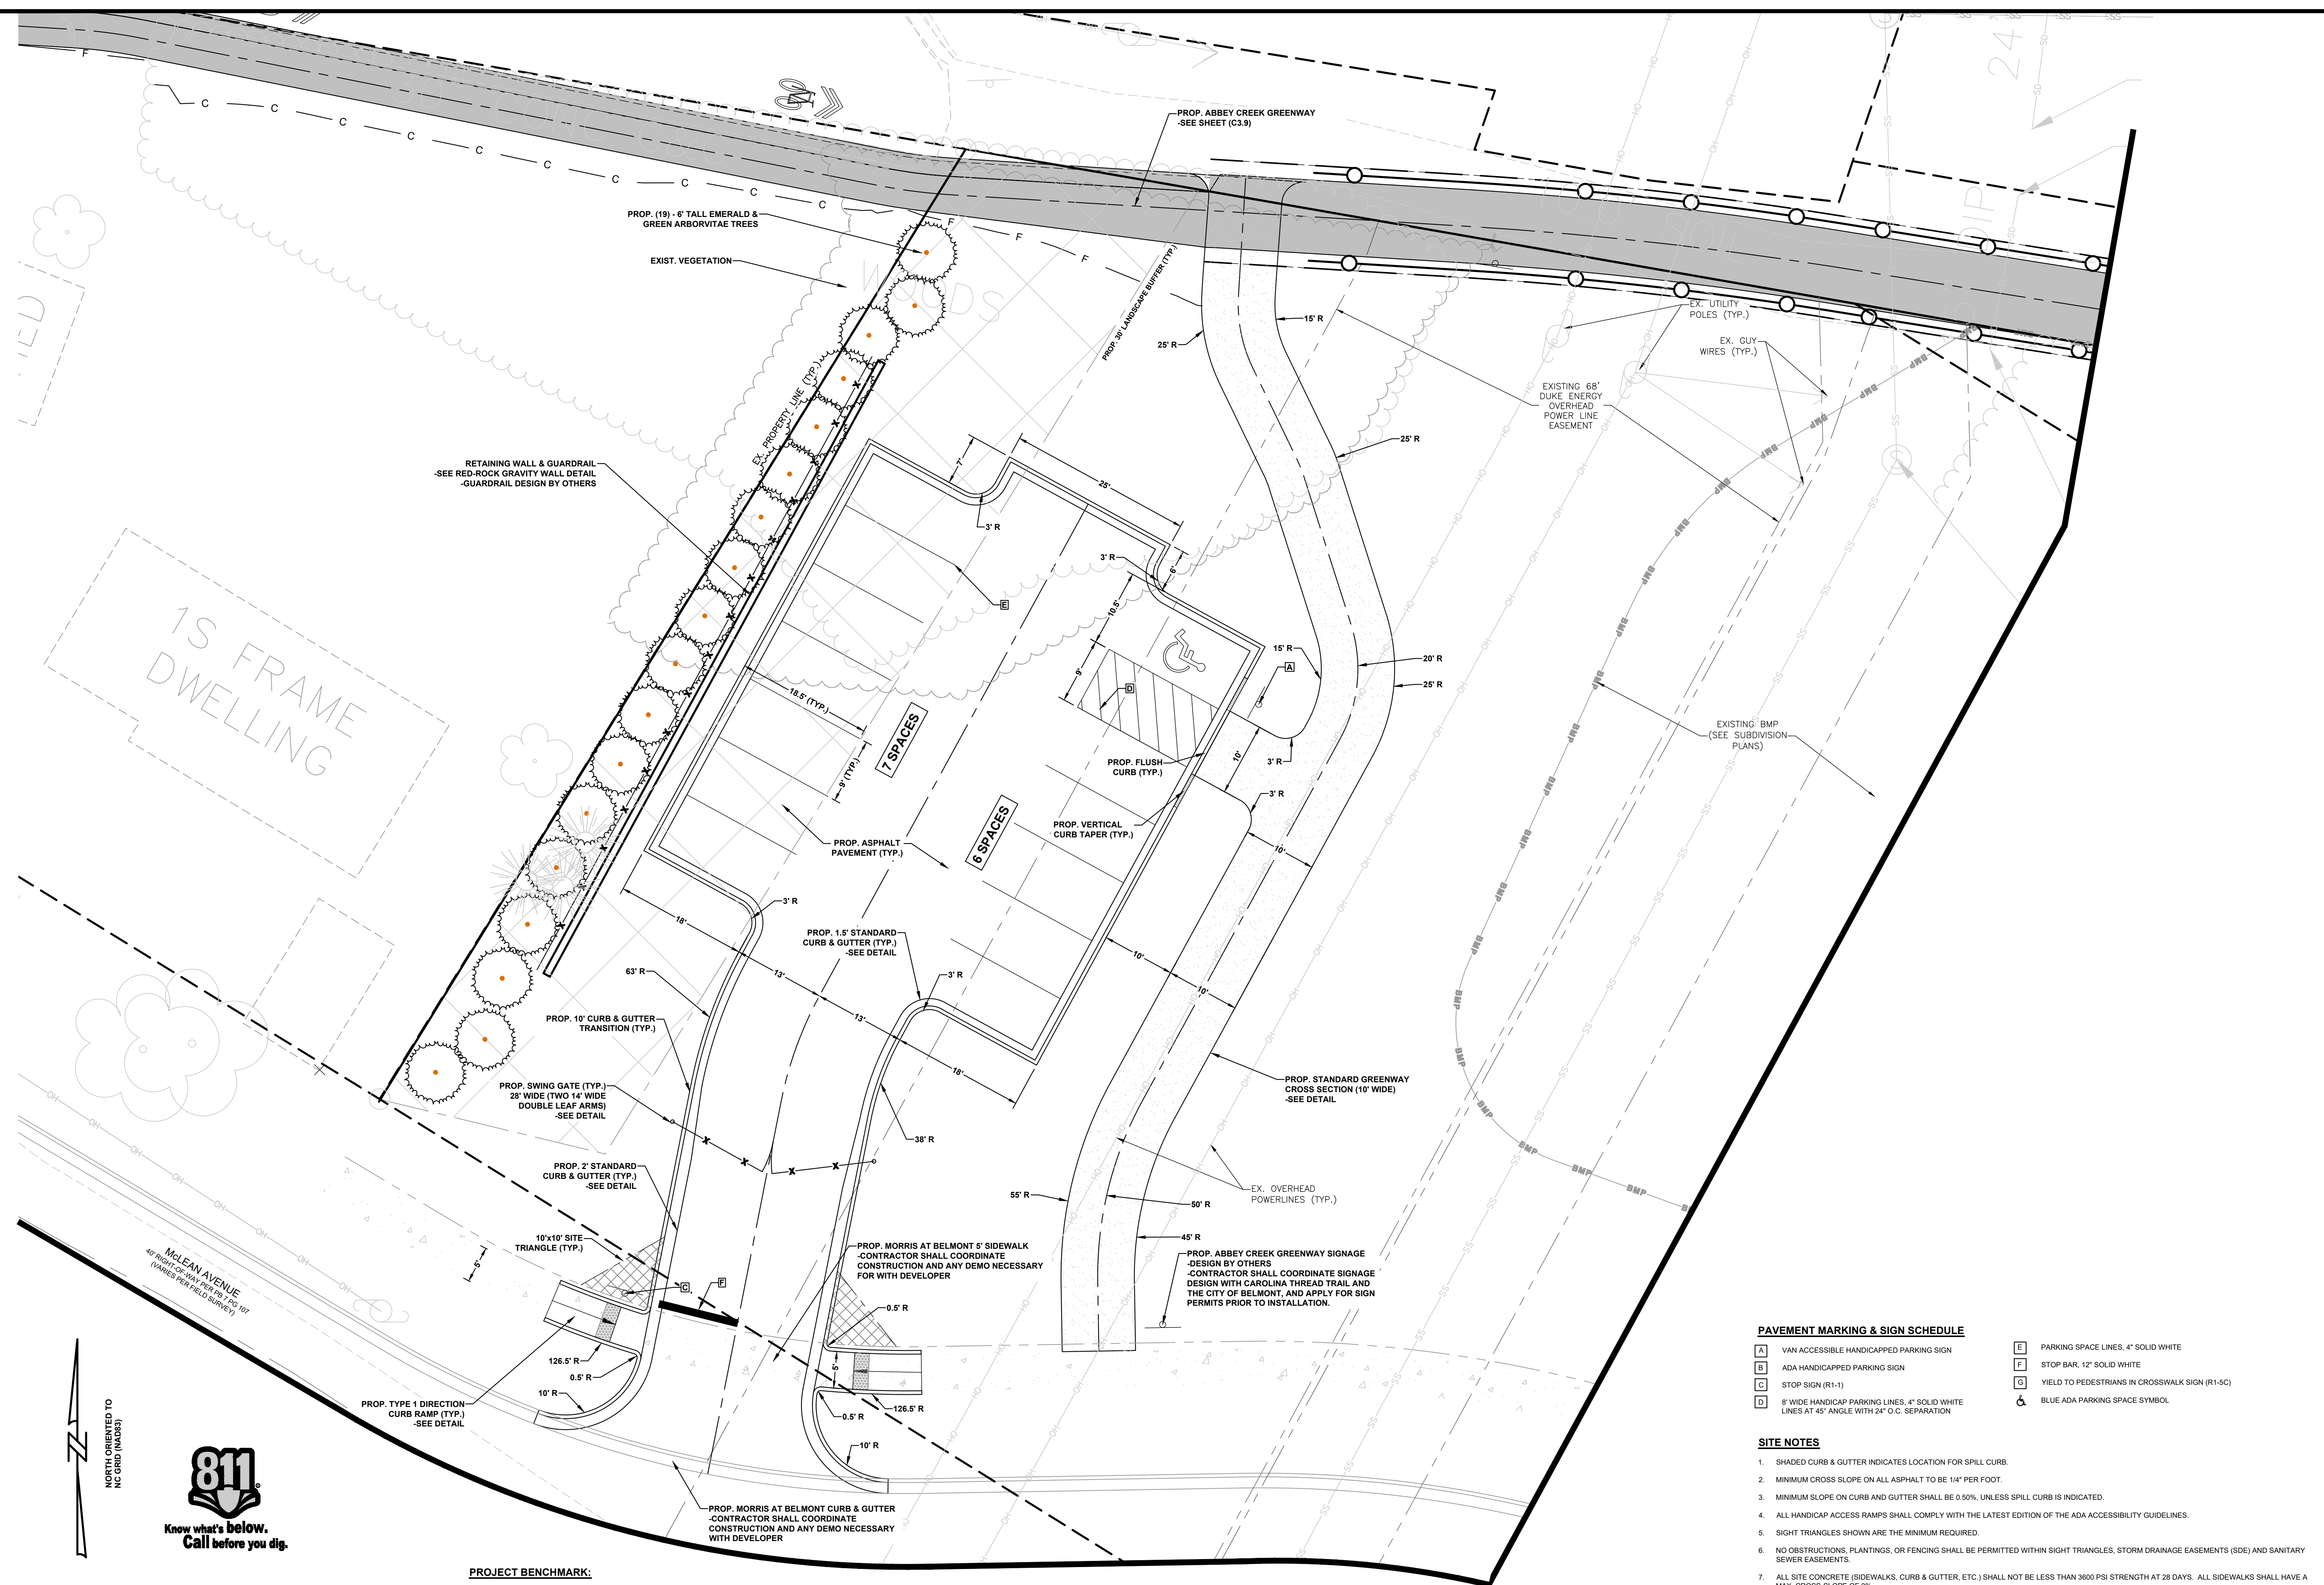 PROP. ABBEY CREEK GREENWAY
-SEE SHEET (C3.9)
PROP. (19) - 6' TALL EMERALD &
GREEN ARBORVITAE TREES
EXIST. VEGETATION
WOODS
PROP. 30' LANDSCAPE BUFFER (TYP.)
EX. PROPERTY LINE (TYP.)
15' R
25' R
EX. UTILITY
POLES (TYP.)
EX. GUY
WIRES (TYP.)
EXISTING 68'
DUKE ENERGY
OVERHEAD
POWER LINE
EASEMENT
25' R
RETAINING WALL & GUARDRAIL
-SEE RED-ROCK GRAVITY WALL DETAIL
-GUARDRAIL DESIGN BY OTHERS
7'
25'
3' R
3' R
6'
10.5'
9'
E
D
A
15' R
20' R
25' R
1S FRAME
DWELLING
18.5' (TYP.)
9' (TYP.)
7 SPACES
6 SPACES
PROP. FLUSH
CURB (TYP.)
10'
3' R
3' R
PROP. VERTICAL
CURB TAPER (TYP.)
10'
EXISTING BMP
(SEE SUBDIVISION
PLANS)
PROP. ASPHALT
PAVEMENT (TYP.)
3' R
18'
13'
13'
18'
PROP. 1.5' STANDARD
CURB & GUTTER (TYP.)
-SEE DETAIL
3' R
10'
10'
63' R
PROP. 10' CURB & GUTTER
TRANSITION (TYP.)
PROP. SWING GATE (TYP.)
28' WIDE (TWO 14' WIDE
DOUBLE LEAF ARMS)
-SEE DETAIL
38' R
PROP. STANDARD GREENWAY
CROSS SECTION (10' WIDE)
-SEE DETAIL
PROP. 2' STANDARD
CURB & GUTTER (TYP.)
-SEE DETAIL
55' R
50' R
45' R
EX. OVERHEAD
POWERLINES (TYP.)
10'x10' SITE
TRIANGLE (TYP.)
5'
C
F
PROP. MORRIS AT BELMONT 5' SIDEWALK
-CONTRACTOR SHALL COORDINATE
CONSTRUCTION AND ANY DEMO NECESSARY
FOR WITH DEVELOPER
PROP. ABBEY CREEK GREENWAY SIGNAGE
-DESIGN BY OTHERS
-CONTRACTOR SHALL COORDINATE SIGNAGE
DESIGN WITH CAROLINA THREAD TRAIL AND
THE CITY OF BELMONT, AND APPLY FOR SIGN
PERMITS PRIOR TO INSTALLATION.
McLEAN AVENUE
40' RIGHT-OF-WAY PER PB 7 PG 107
(VARIES PER FIELD SURVEY)
0.5' R
5'
126.5' R
0.5' R
10' R
126.5' R
0.5' R
10' R
PROP. TYPE 1 DIRECTION
CURB RAMP (TYP.)
-SEE DETAIL
PROP. MORRIS AT BELMONT CURB & GUTTER
-CONTRACTOR SHALL COORDINATE
CONSTRUCTION AND ANY DEMO NECESSARY
WITH DEVELOPER
NORTH ORIENTED TO
NC GRID (NAD83)
N
811
Know what's below.
Call before you dig.
PROJECT BENCHMARK:
PAVEMENT MARKING & SIGN SCHEDULE
A VAN ACCESSIBLE HANDICAPPED PARKING SIGN
B ADA HANDICAPPED PARKING SIGN
C STOP SIGN (R1-1)
D 8' WIDE HANDICAP PARKING LINES, 4" SOLID WHITE
LINES AT 45° ANGLE WITH 24" O.C. SEPARATION
E PARKING SPACE LINES, 4" SOLID WHITE
F STOP BAR, 12" SOLID WHITE
G YIELD TO PEDESTRIANS IN CROSSWALK SIGN (R1-5C)
BLUE ADA PARKING SPACE SYMBOL
SITE NOTES
1. SHADED CURB & GUTTER INDICATES LOCATION FOR SPILL CURB.
2. MINIMUM CROSS SLOPE ON ALL ASPHALT TO BE 1/4" PER FOOT.
3. MINIMUM SLOPE ON CURB AND GUTTER SHALL BE 0.50%, UNLESS SPILL CURB IS INDICATED.
4. ALL HANDICAP ACCESS RAMPS SHALL COMPLY WITH THE LATEST EDITION OF THE ADA ACCESSIBILITY GUIDELINES.
5. SIGHT TRIANGLES SHOWN ARE THE MINIMUM REQUIRED.
6. NO OBSTRUCTIONS, PLANTINGS, OR FENCING SHALL BE PERMITTED WITHIN SIGHT TRIANGLES, STORM DRAINAGE EASEMENTS (SDE) AND SANITARY
SEWER EASEMENTS.
7. ALL SITE CONCRETE (SIDEWALKS, CURB & GUTTER, ETC.) SHALL NOT BE LESS THAN 3600 PSI STRENGTH AT 28 DAYS. ALL SIDEWALKS SHALL HAVE A